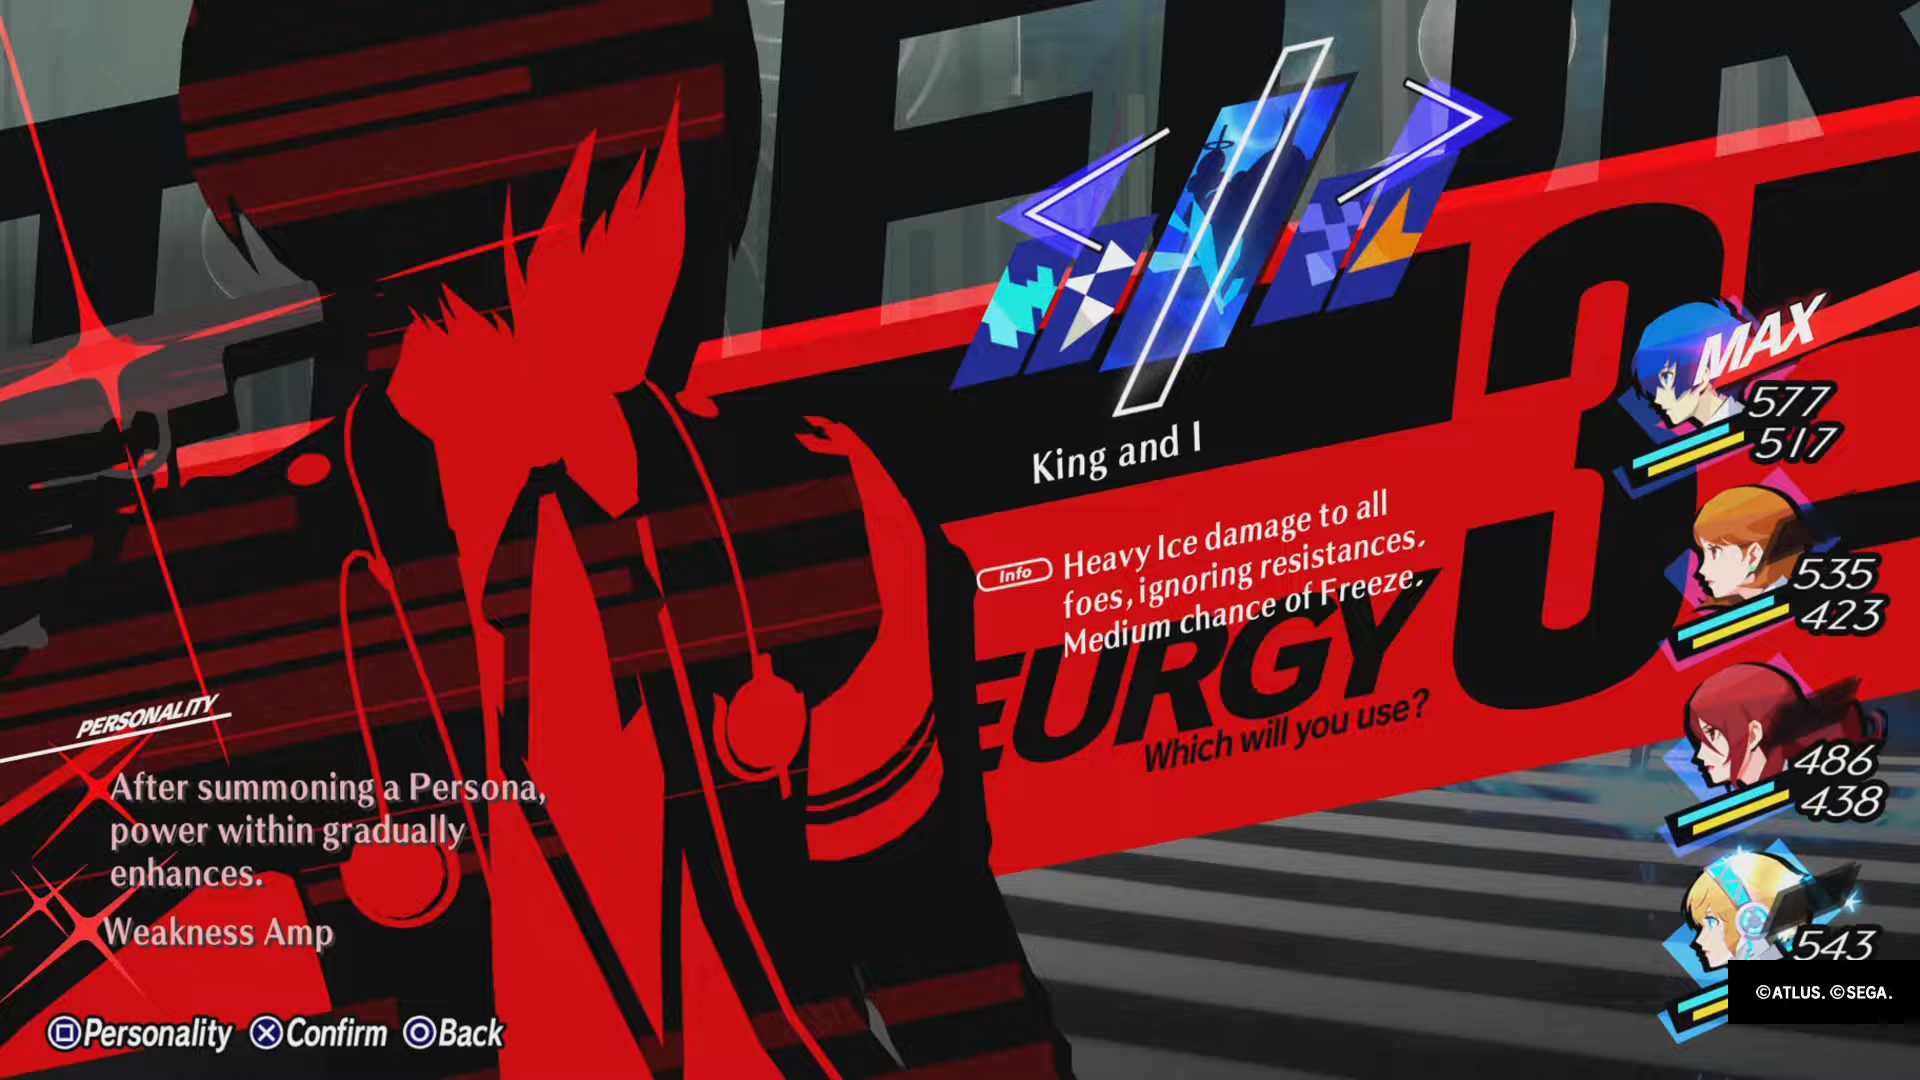 King and I
Info
Heavy Ice damage to all
foes, ignoring resistances.
Medium chance of Freeze.
EURGY
3
Which will you use?
MAX
577
517
535
423
486
438
543
©ATLUS. ©SEGA.
PERSONALITY
After summoning a Persona,
power within gradually
enhances.
Weakness Amp
Personality Confirm Back